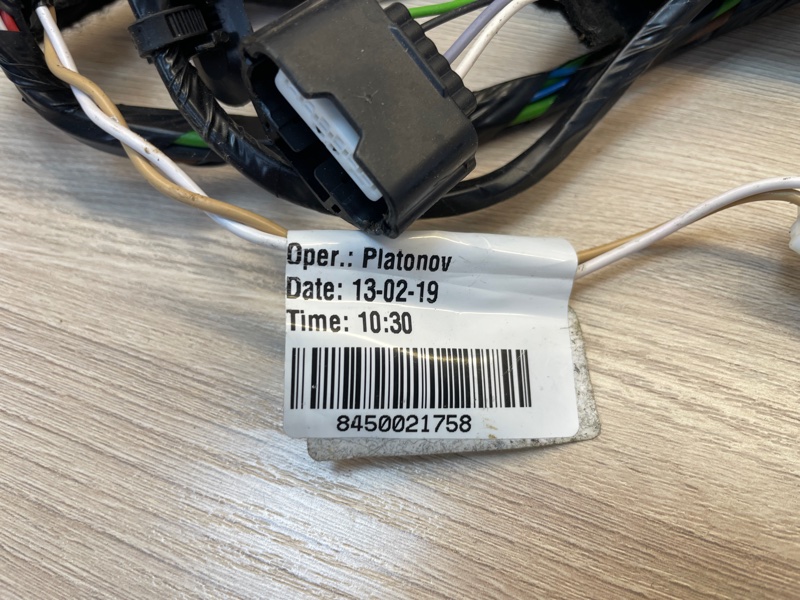 Oper.: Platonov
Date: 13-02-19
Time: 10:30
8450021758